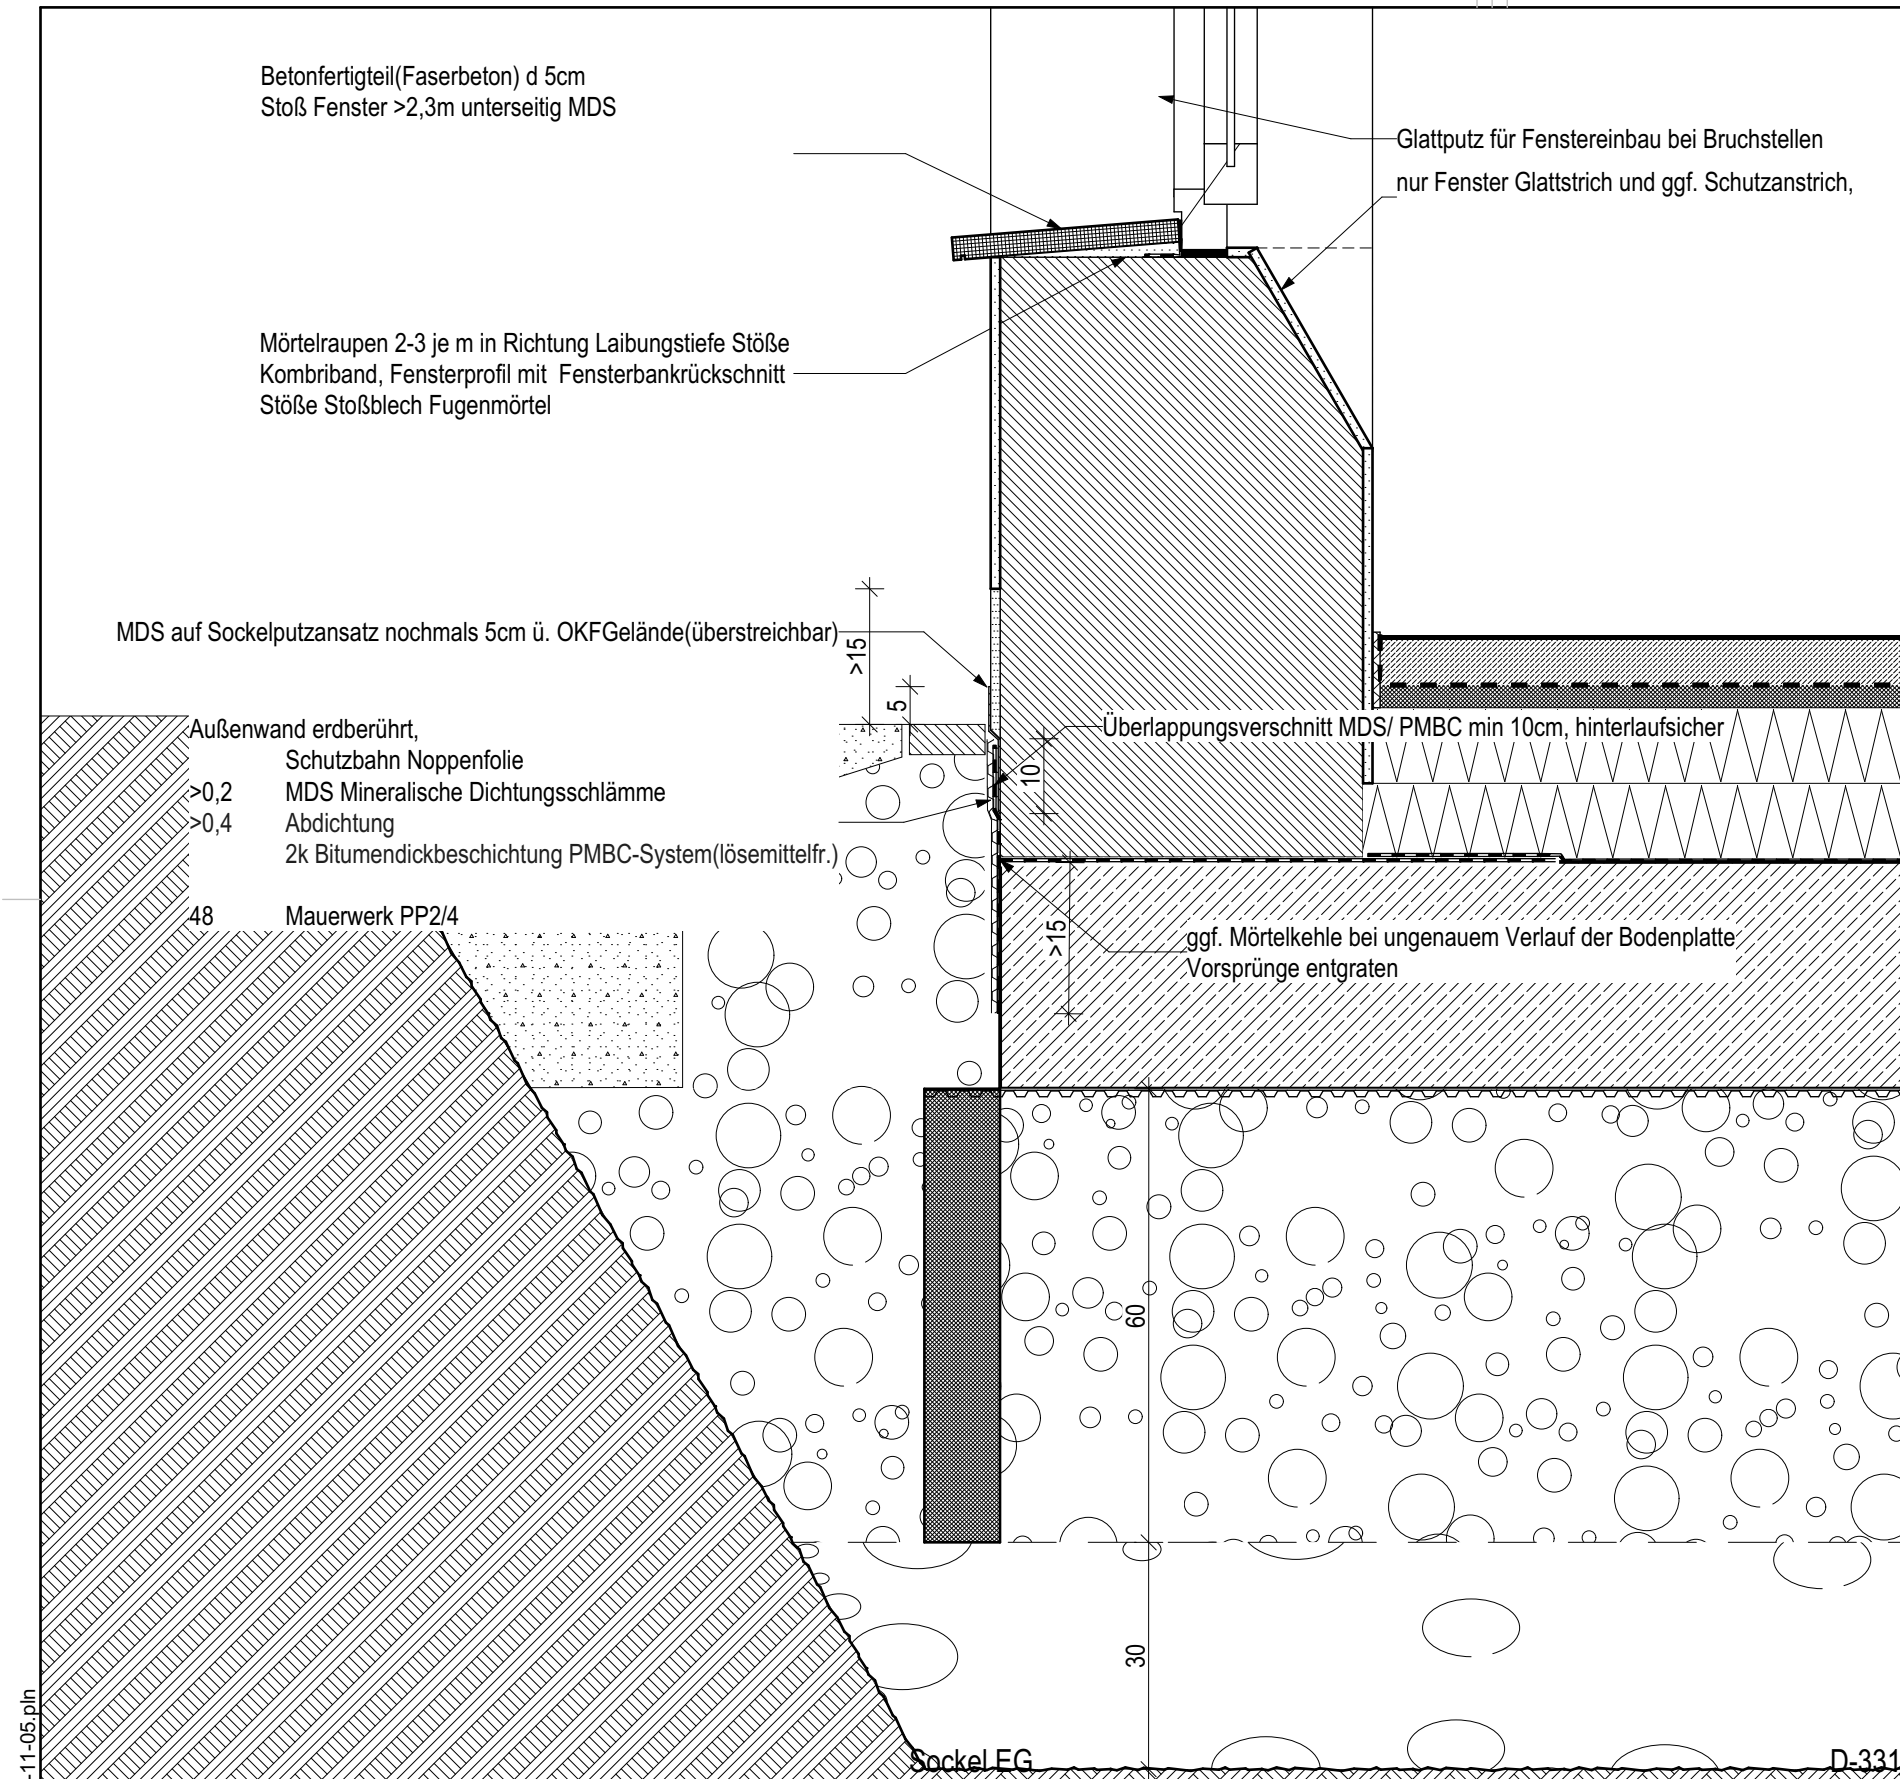 Betonfertigteil(Faserbeton) d 5cm
Stoß Fenster >2,3m unterseitig MDS
Glattputz für Fenstereinbau bei Bruchstellen
nur Fenster Glattstrich und ggf. Schutzanstrich,
Mörtelraupen 2-3 je m in Richtung Laibungstiefe Stöße
Kombriband, Fensterprofil mit Fensterbankrückschnitt
Stöße Stoßblech Fugenmörtel
MDS auf Sockelputzansatz nochmals 5cm ü. OKFGelände(überstreichbar)
>15
5
Außenwand erdberührt,
Schutzbahn Noppenfolie
>0,2 MDS Mineralische Dichtungsschlämme
>0,4 Abdichtung
2k Bitumendickbeschichtung PMBC-System(lösemittelfr.)
48 Mauerwerk PP2/4
Überlappungsverschnitt MDS/ PMBC min 10cm, hinterlaufsicher
10
>15
ggf. Mörtelkehle bei ungenauem Verlauf der Bodenplatte
Vorsprünge entgraten
60
30
Sockel EG
D-331
-11-05.pln